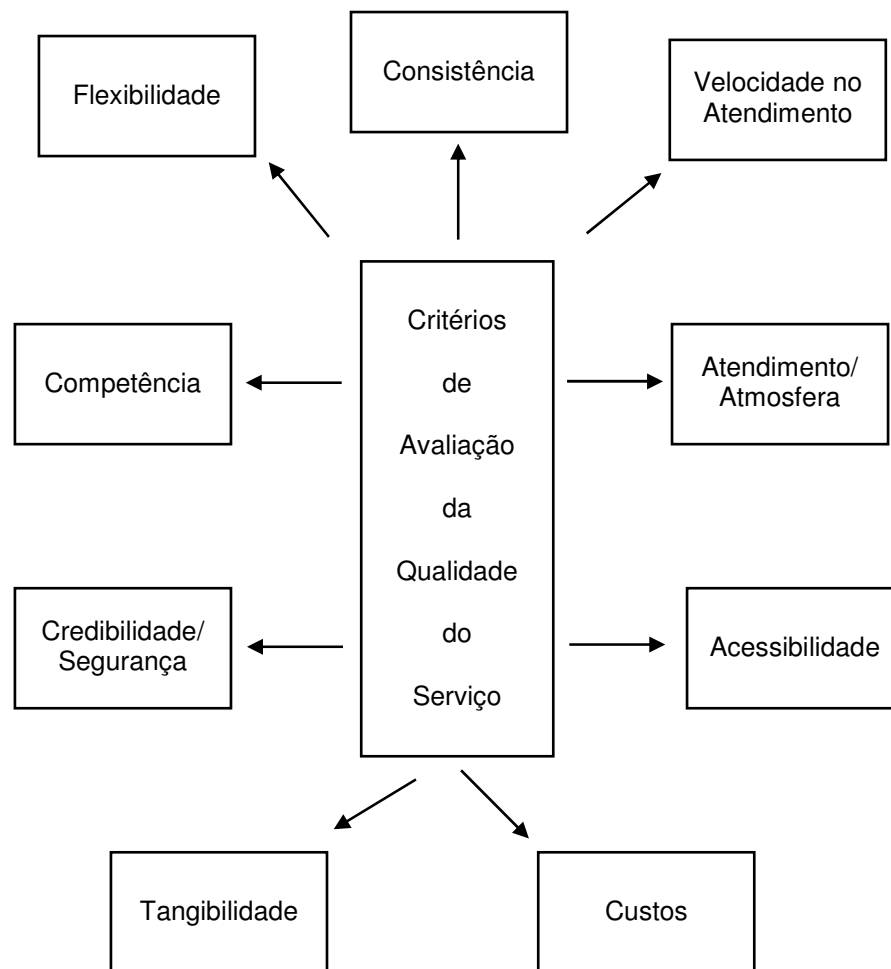 Flexibilidade
Consistência
Velocidade no
Atendimento
Critérios
de
Avaliação
da
Qualidade
do
Serviço
Competência
Atendimento/
Atmosfera
Credibilidade/
Segurança
Acessibilidade
Tangibilidade
Custos